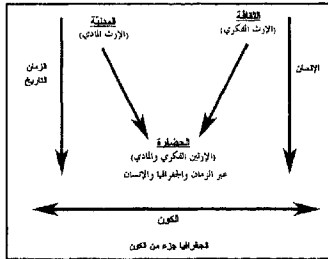 الثقافة
(الإرث الفكري)
المدنيّة
(الإرث المادي)
الإنسان
الزمان
التاريخ
الحضارة
(الإرثين الفكري والمادي)
عبر الزمان والجغرافيا والإنسان
الكون
الجغرافيا جزء من الكون